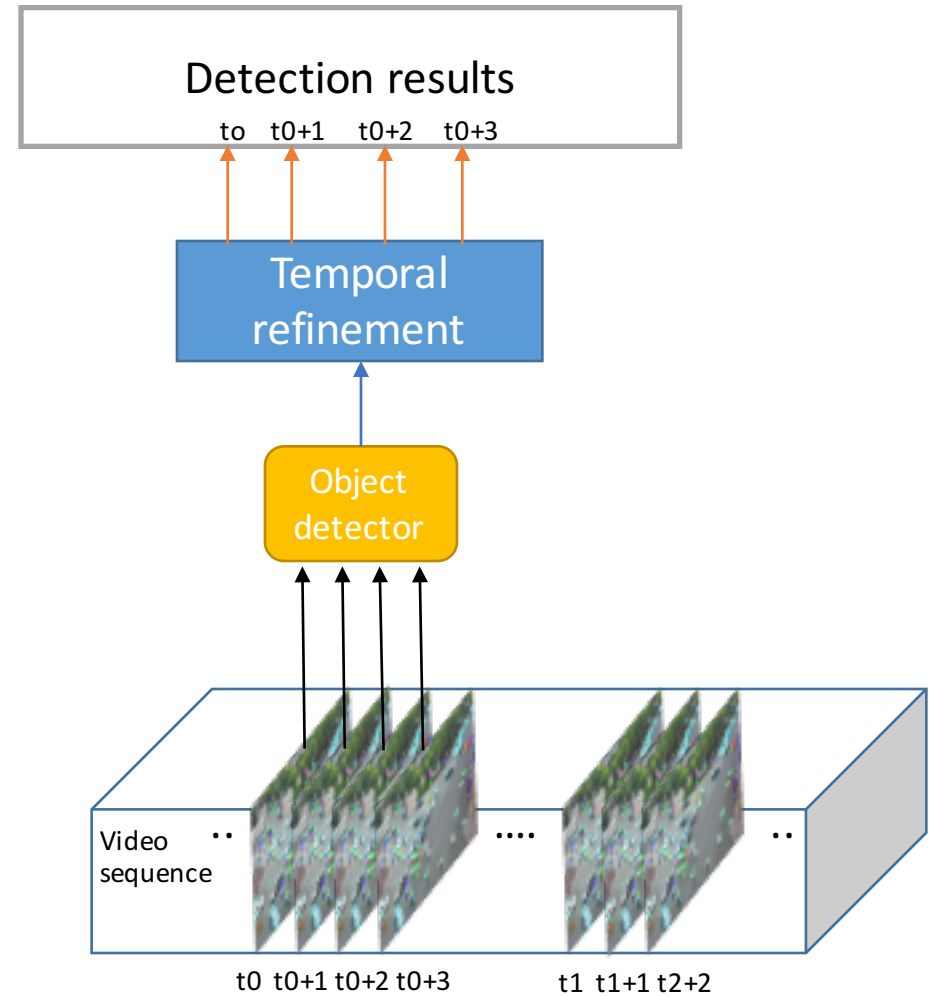 Detection results
to t0+1 t0+2 t0+3
Temporal
refinement
Object
detector
Video
sequence
.. .... ..
t0 t0+1 t0+2 t0+3 t1 t1+1 t2+2